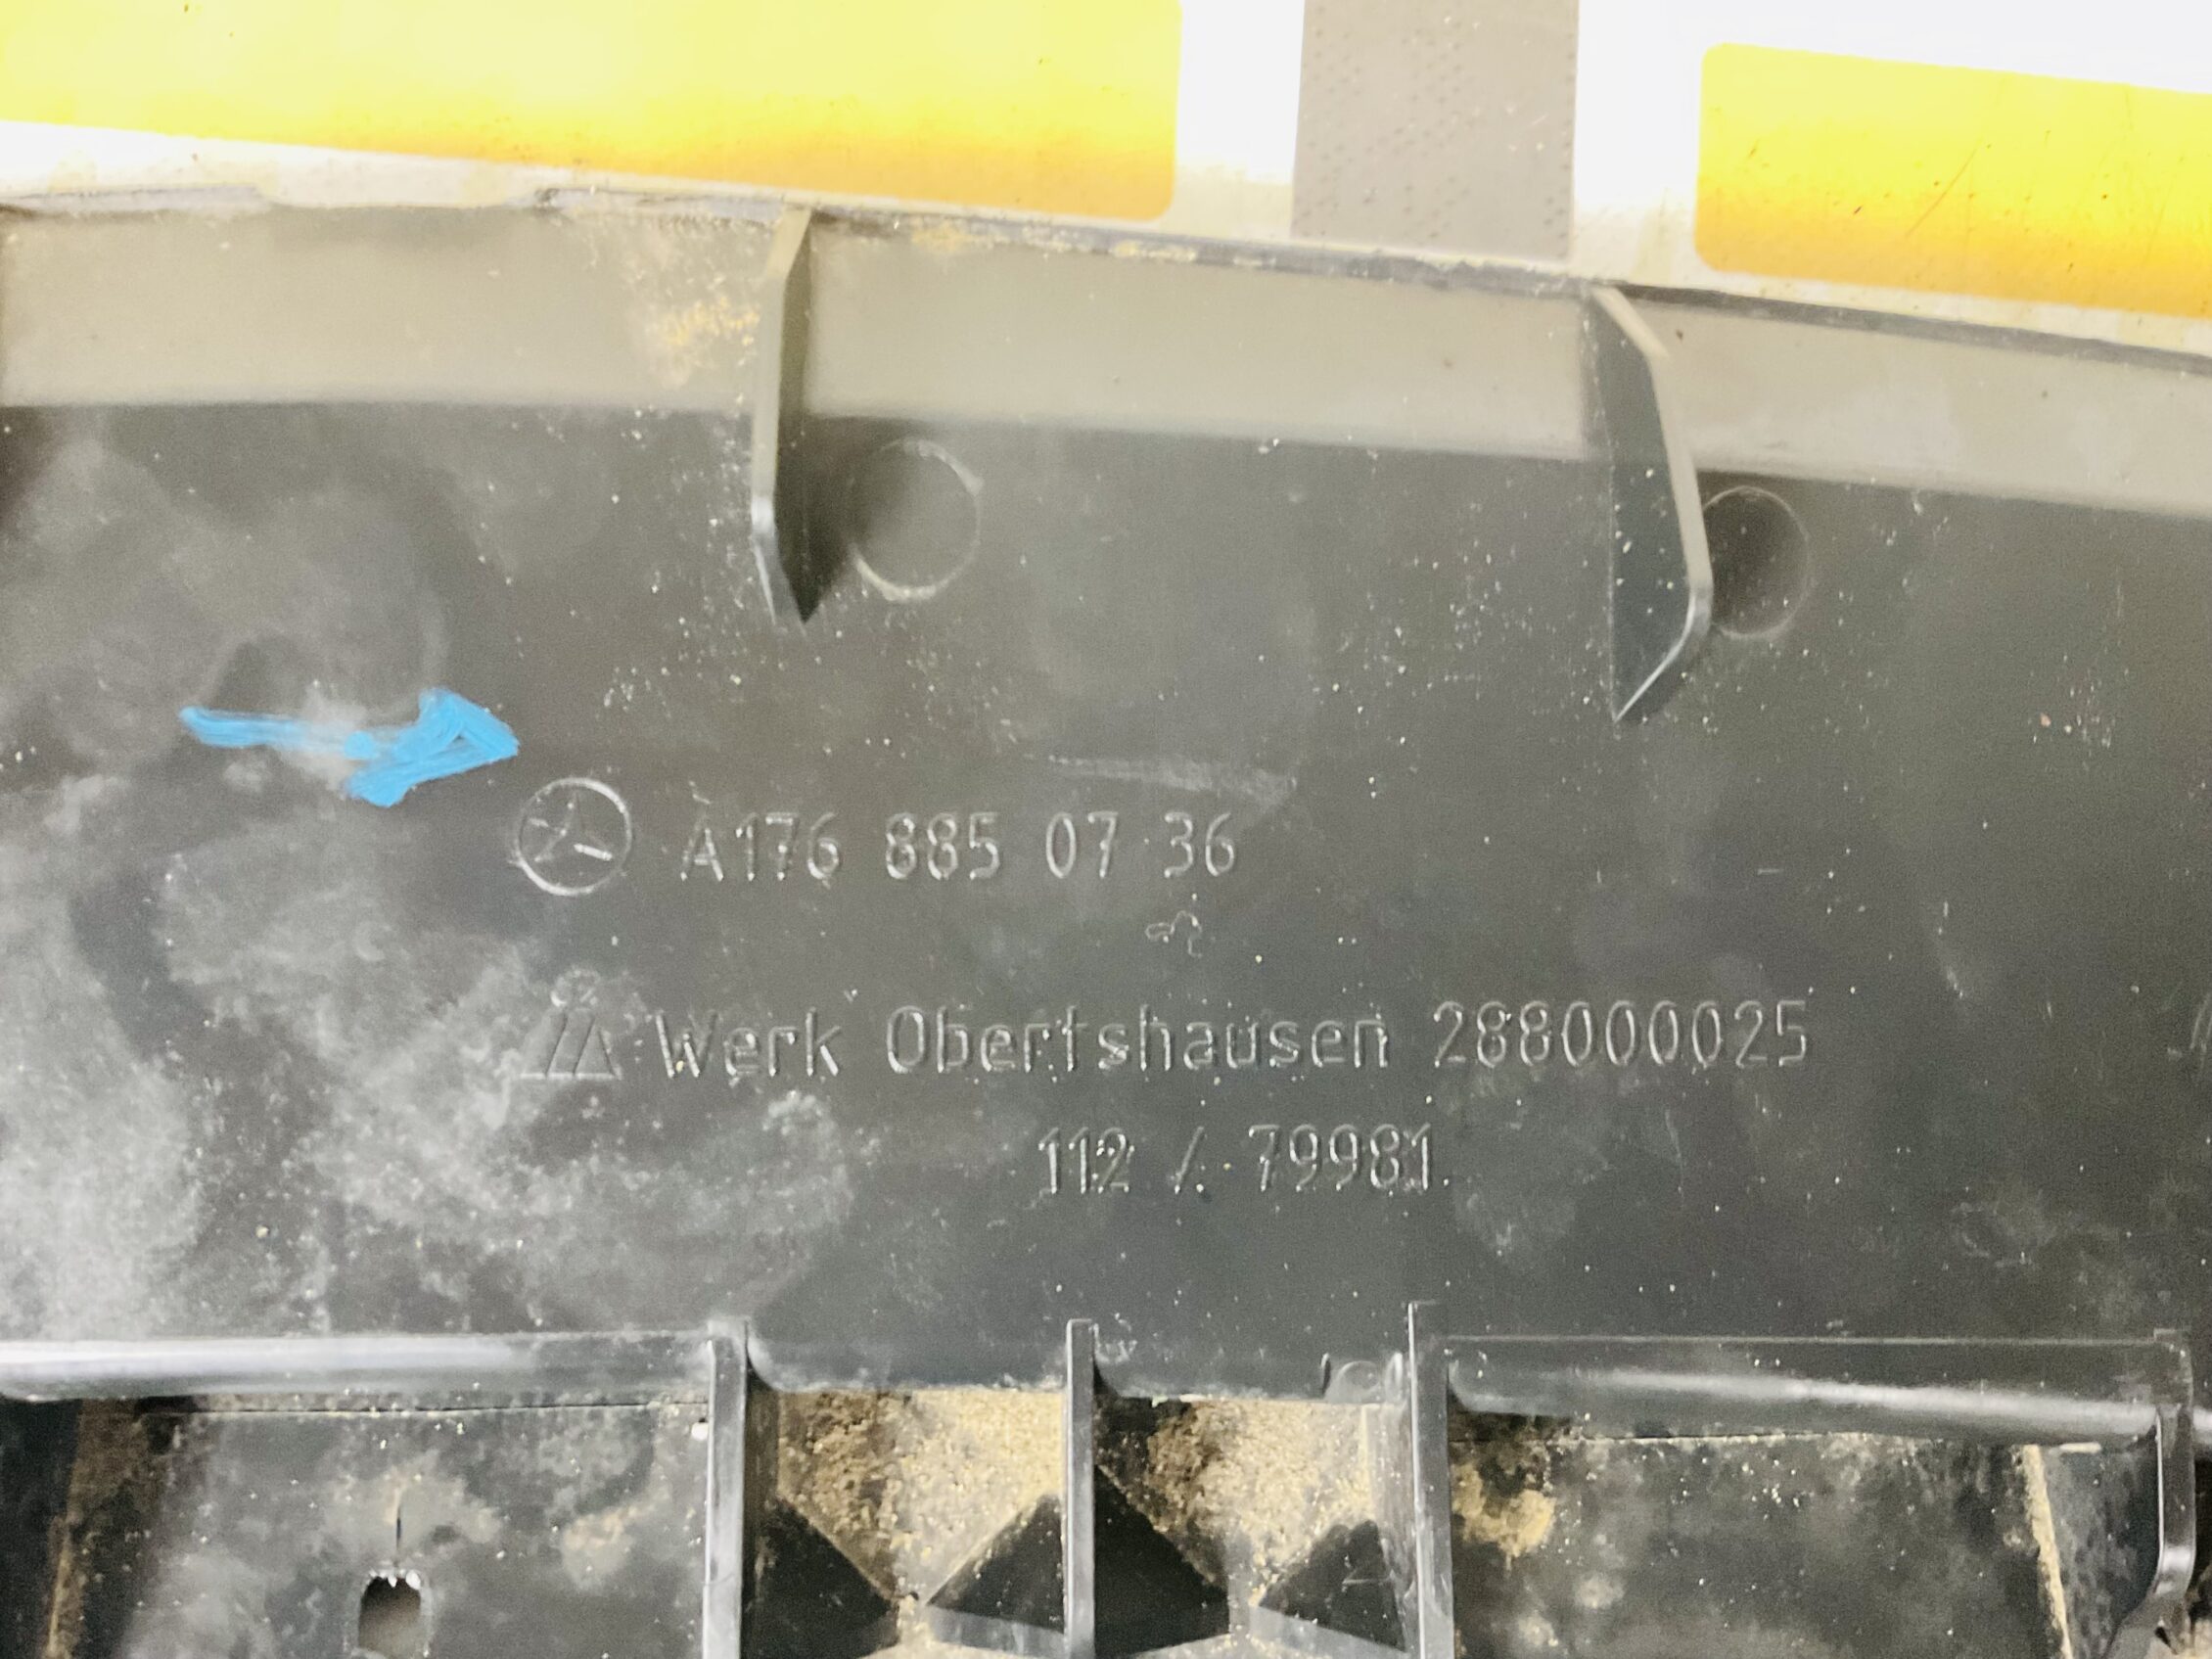 A176 885 07 36
Werk Obertshausen 288000025
112 / 79981